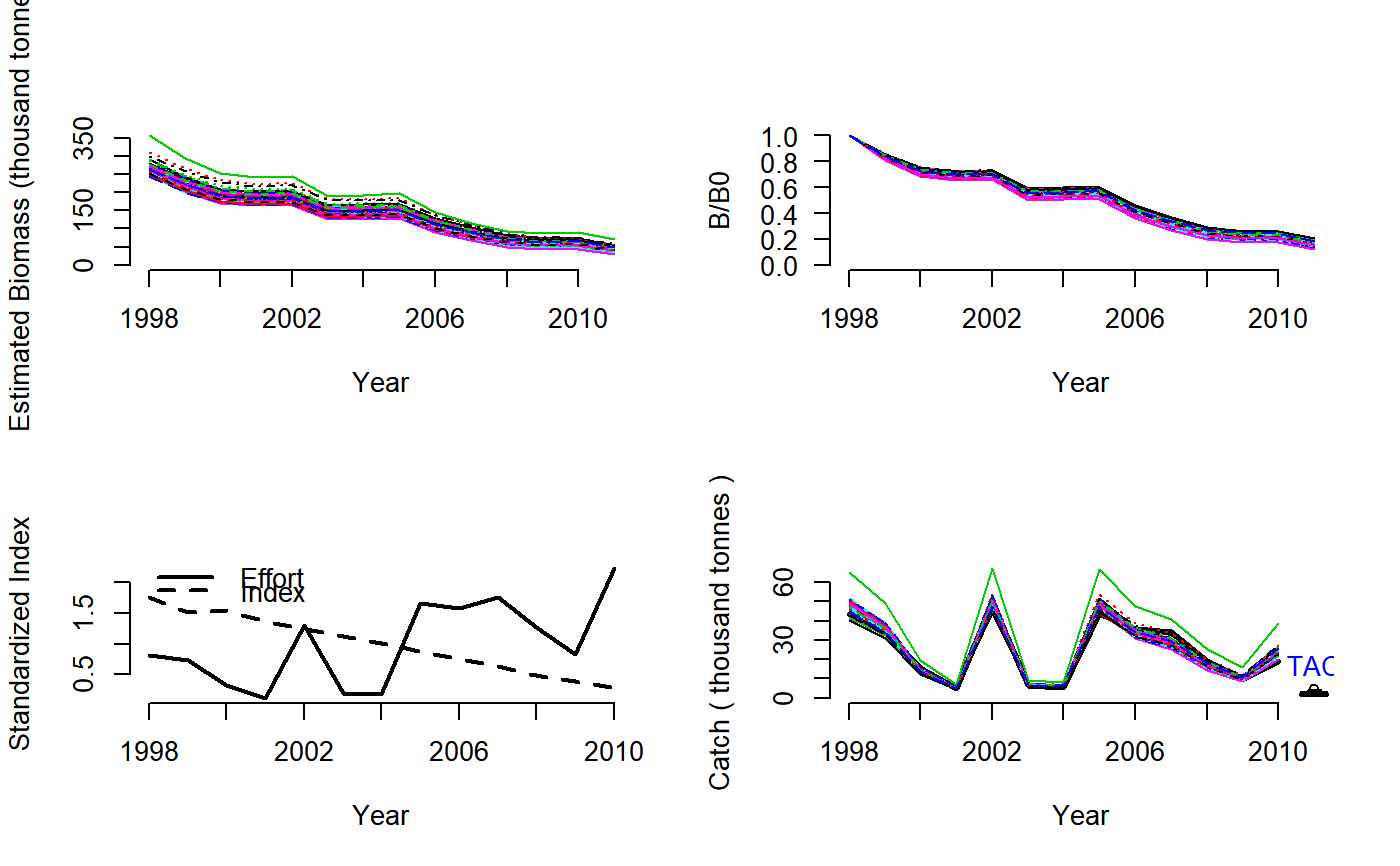 Estimated Biomass (thousand tonne
350
150
0
1998 2002 2006 2010
Year
B/B0
1.0
0.8
0.6
0.4
0.2
0.0
1998 2002 2006 2010
Year
Standardized Index
1.5
0.5
Effort
Index
1998 2002 2006 2010
Year
Catch ( thousand tonnes )
60
30
0
TAC
1998 2002 2006 2010
Year